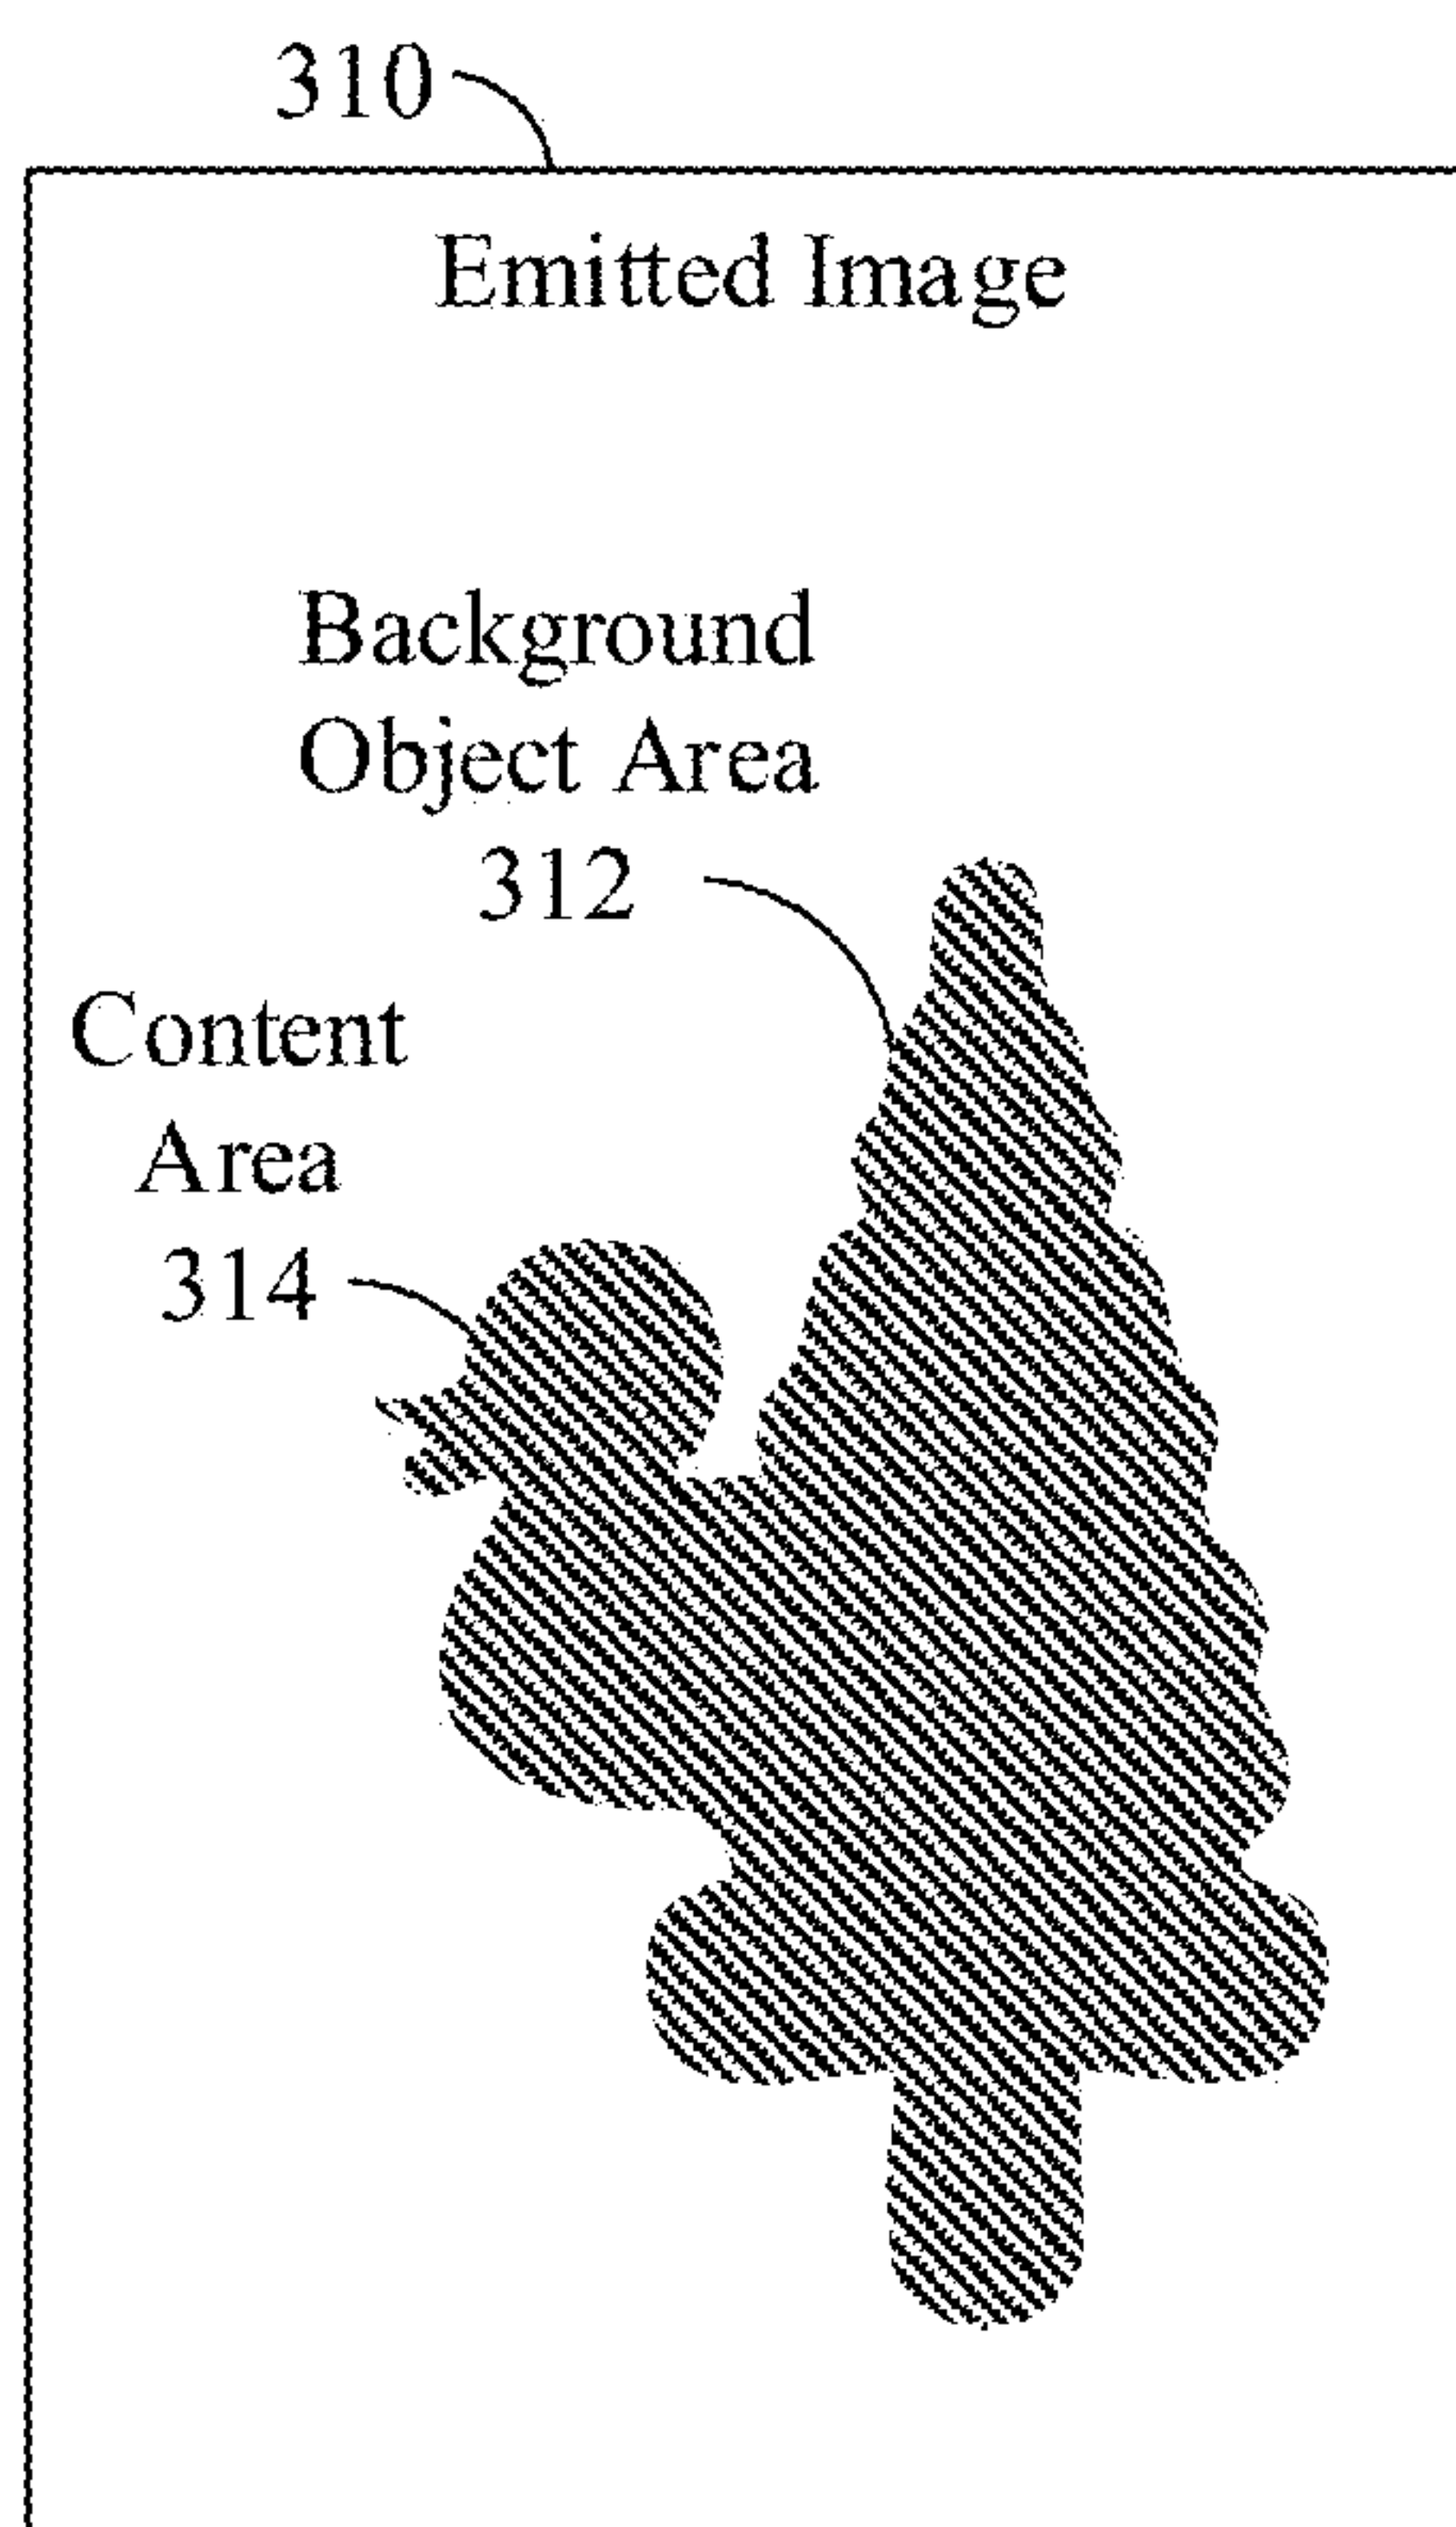 310
Emitted Image
Background
Object Area
312
Content
Area
314